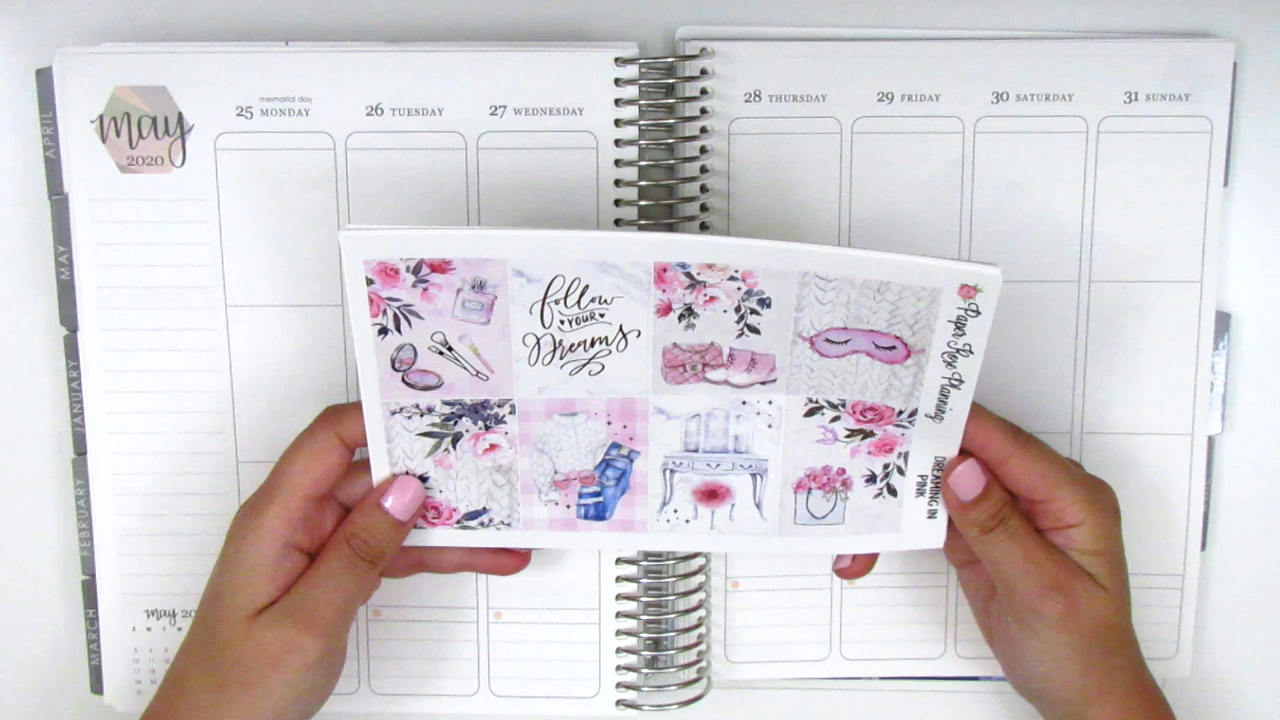 may
2020
memorial day
25 MONDAY
26 TUESDAY
27 WEDNESDAY
28 THURSDAY
29 FRIDAY
30 SATURDAY
31 SUNDAY
APRIL
MAY
JANUARY
FEBRUARY
MARCH
follow
YOUR
Dreams
Paper Rose Planning
DREAMING IN
PINK
may 20